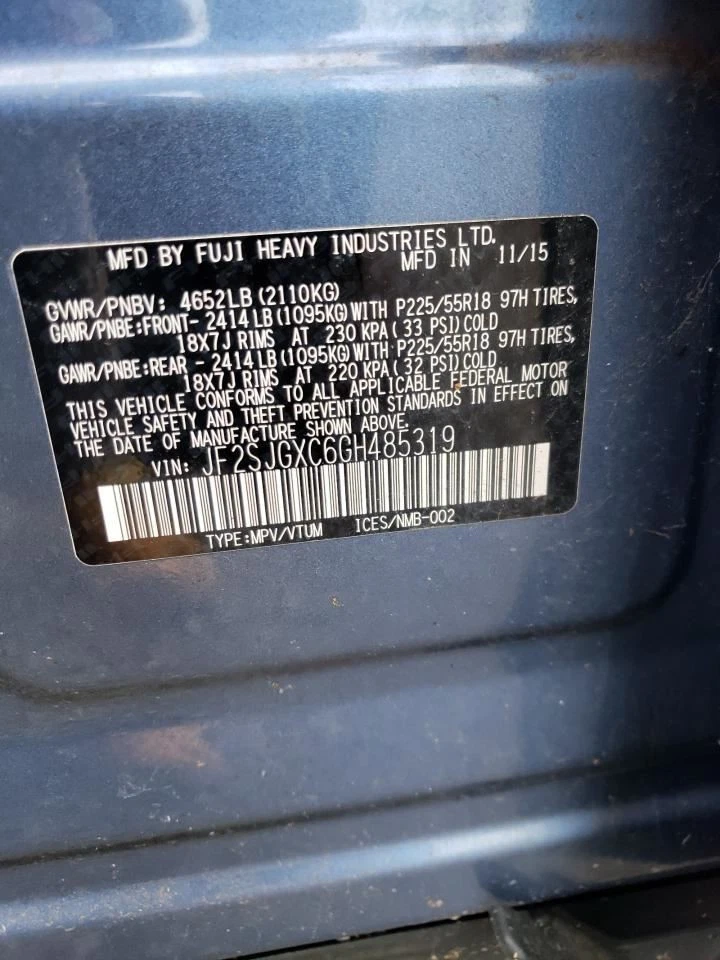 MFD BY FUJI HEAVY INDUSTRIES LTD.
MFD IN 11/15
GVWR/PNBV: 4652LB(2110KG)
GAWR/PNBE:FRONT- 2414LB(1095KG)WITH P225/55R18 97H TIRES,
18X7J RIMS AT 230 KPA(33 PSI)COLD
GAWR/PNBE:REAR - 2414LB(1095KG)WITH P225/55R18 97H TIRES,
18X7J RIMS AT 220 KPA(32 PSI)COLD
THIS VEHICLE CONFORMS TO ALL APPLICABLE FEDERAL MOTOR
VEHICLE SAFETY AND THEFT PREVENTION STANDARDS IN EFFECT ON
THE DATE OF MANUFACTURE SHOWN ABOVE.
VIN: JF2SJGXC6GH485319
TYPE:MPV/VTUM ICES/NMB-002